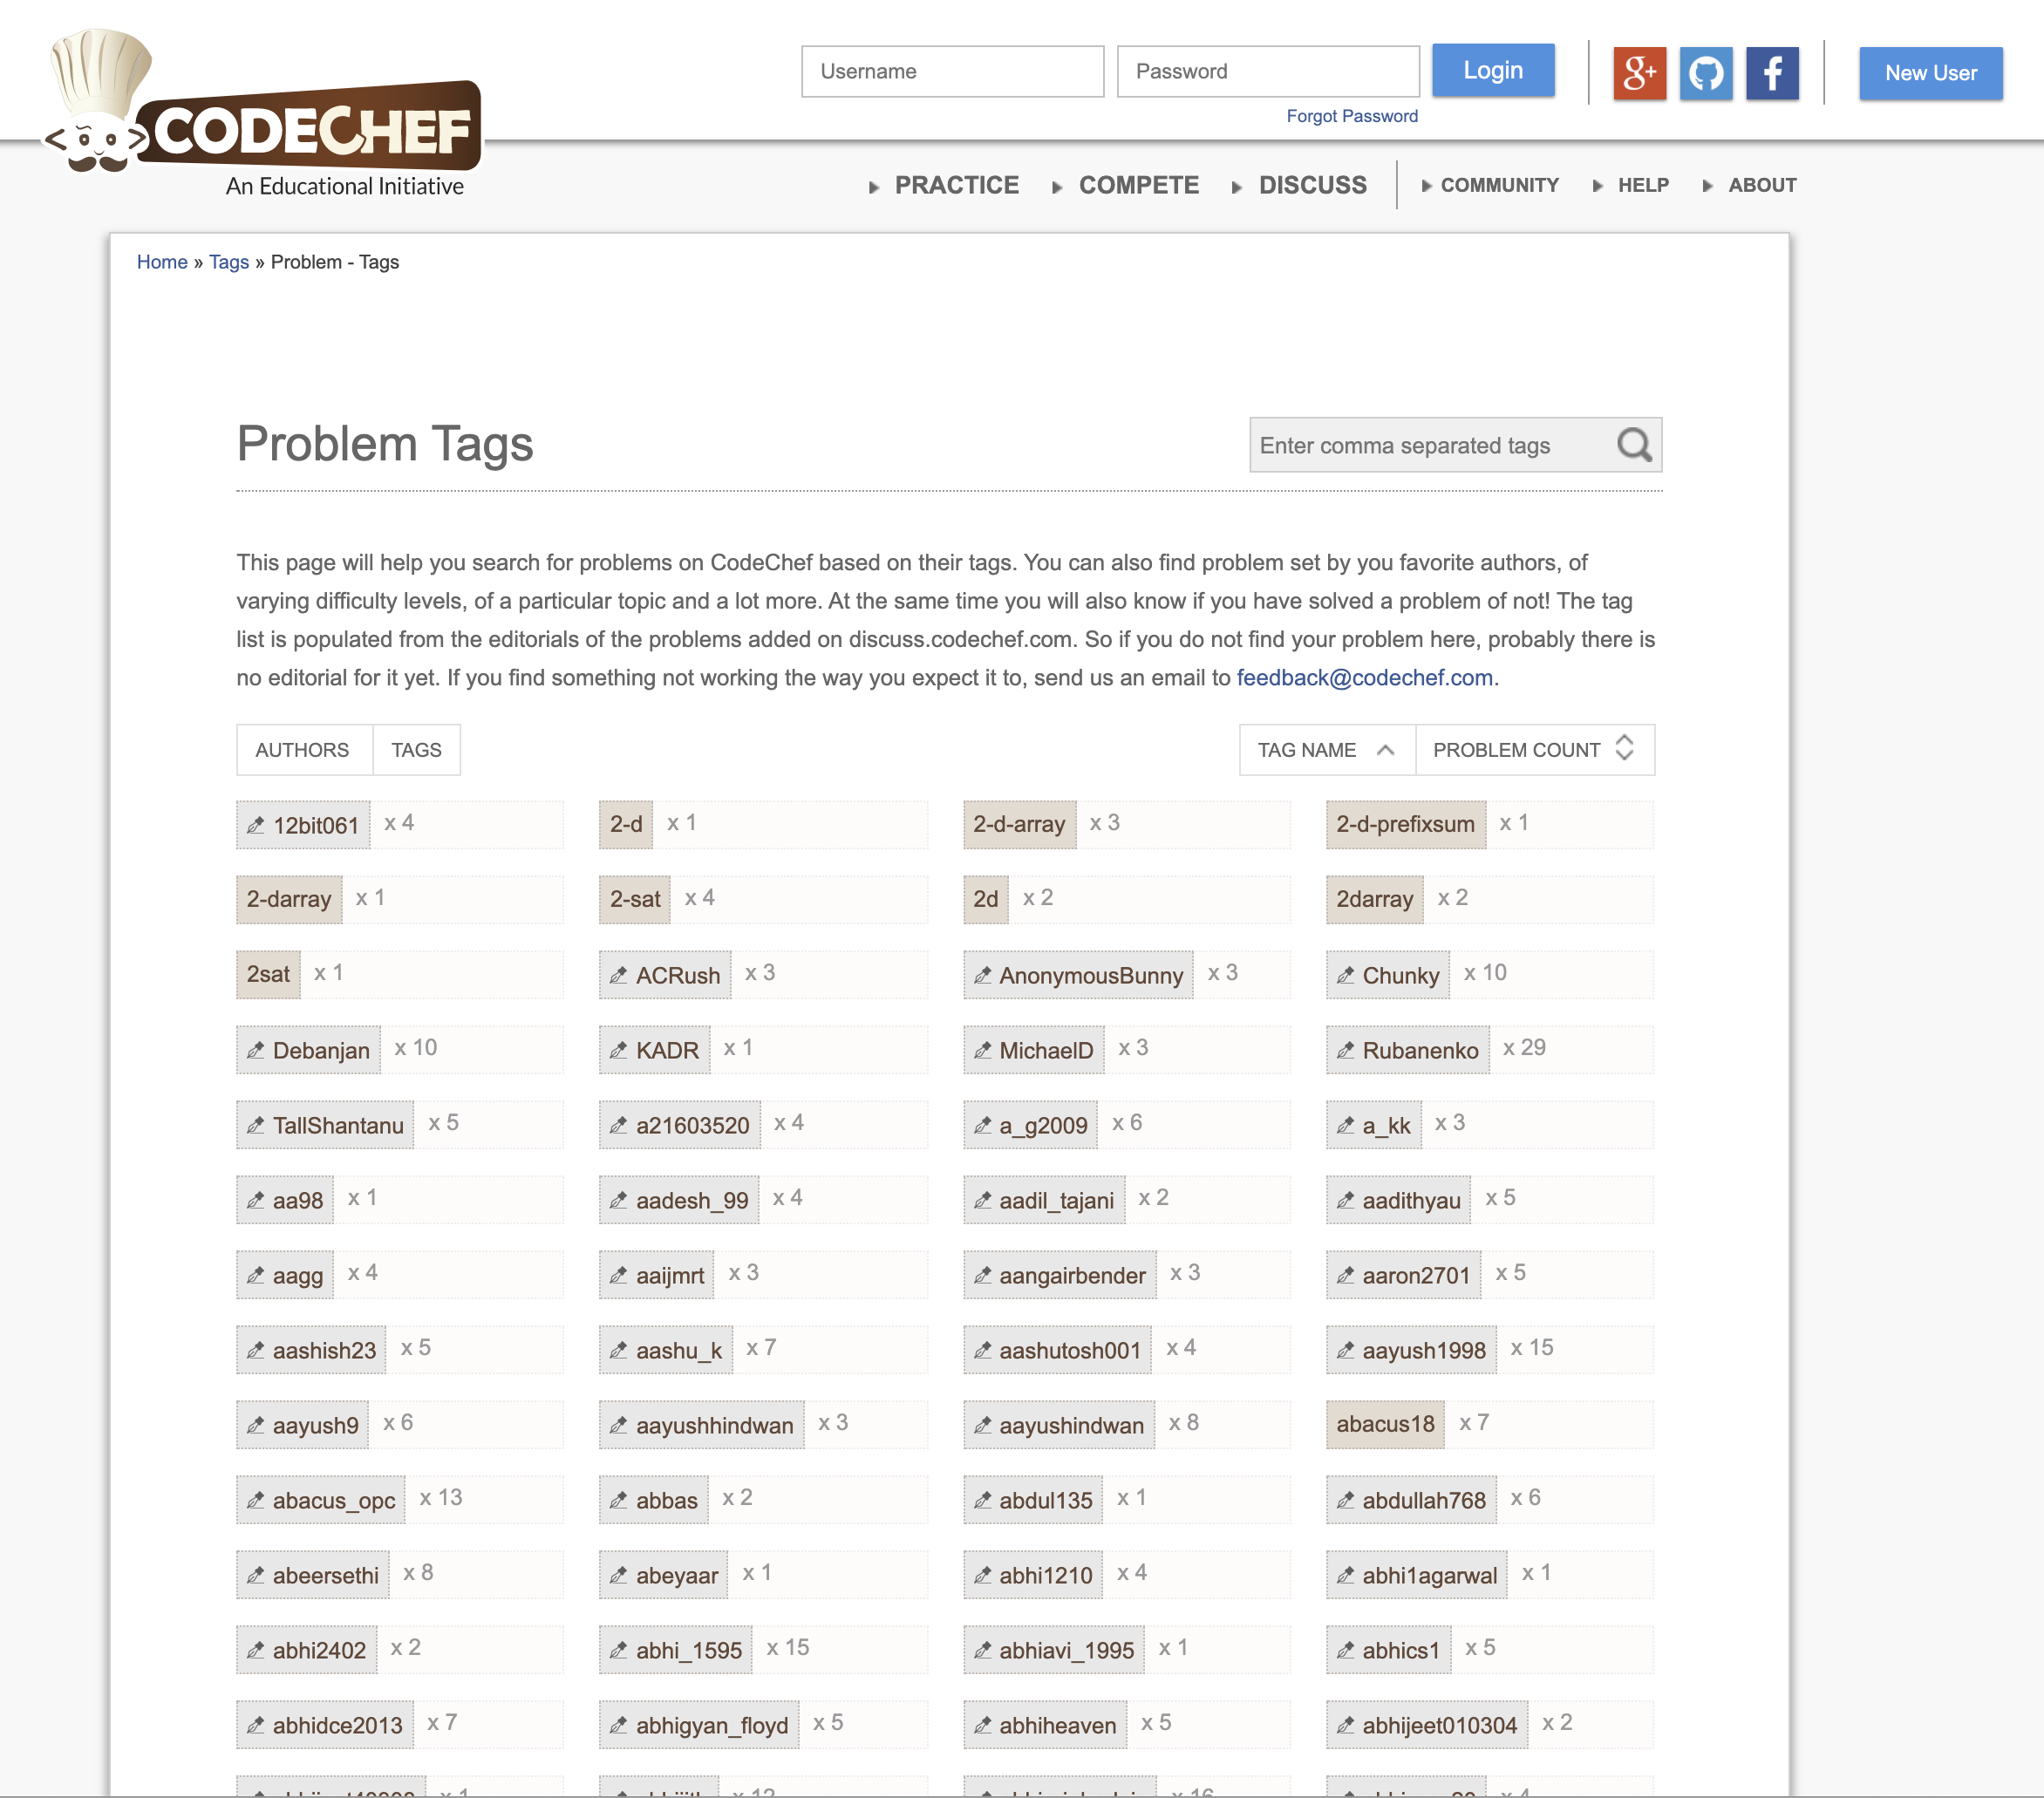 Username
Password
Login
g+
f
New User
Forgot Password
CODECHEF
An Educational Initiative
PRACTICE COMPETE DISCUSS COMMUNITY HELP ABOUT
Home » Tags » Problem - Tags
Problem Tags
Enter comma separated tags
This page will help you search for problems on CodeChef based on their tags. You can also find problem set by you favorite authors, of
varying difficulty levels, of a particular topic and a lot more. At the same time you will also know if you have solved a problem of not! The tag
list is populated from the editorials of the problems added on discuss.codechef.com. So if you do not find your problem here, probably there is
no editorial for it yet. If you find something not working the way you expect it to, send us an email to feedback@codechef.com.
AUTHORS TAGS TAG NAME PROBLEM COUNT
12bit061 x 4 2-d x 1 2-d-array x 3 2-d-prefixsum x 1
2-darray x 1 2-sat x 4 2d x 2 2darray x 2
2sat x 1 ACRush x 3 AnonymousBunny x 3 Chunky x 10
Debanjan x 10 KADR x 1 MichaelD x 3 Rubanenko x 29
TallShantanu x 5 a21603520 x 4 a_g2009 x 6 a_kk x 3
aa98 x 1 aadesh_99 x 4 aadil_tajani x 2 aadithyau x 5
aagg x 4 aaijmrt x 3 aangairbender x 3 aaron2701 x 5
aashish23 x 5 aashu_k x 7 aashutosh001 x 4 aayush1998 x 15
aayush9 x 6 aayushhindwan x 3 aayushindwan x 8 abacus18 x 7
abacus_opc x 13 abbas x 2 abdul135 x 1 abdullah768 x 6
abeersethi x 8 abeyaar x 1 abhi1210 x 4 abhi1agarwal x 1
abhi2402 x 2 abhi_1595 x 15 abhiavi_1995 x 1 abhics1 x 5
abhidce2013 x 7 abhigyan_floyd x 5 abhiheaven x 5 abhijeet010304 x 2